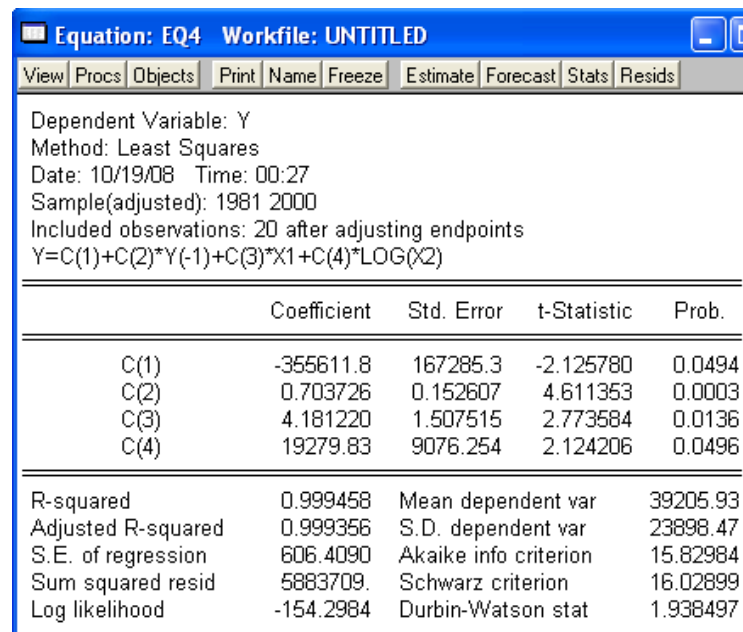 Equation: EQ4 Workfile: UNTITLED
View Procs Objects Print Name Freeze Estimate Forecast Stats Resids
Dependent Variable: Y
Method: Least Squares
Date: 10/19/08 Time: 00:27
Sample(adjusted): 1981 2000
Included observations: 20 after adjusting endpoints
Y=C(1)+C(2)*Y(-1)+C(3)*X1+C(4)*LOG(X2)
Coefficient Std. Error t-Statistic Prob.
C(1) -355611.8 167285.3 -2.125780 0.0494
C(2) 0.703726 0.152607 4.611353 0.0003
C(3) 4.181220 1.507515 2.773584 0.0136
C(4) 19279.83 9076.254 2.124206 0.0496
R-squared 0.999458 Mean dependent var 39205.93
Adjusted R-squared 0.999356 S.D. dependent var 23898.47
S.E. of regression 606.4090 Akaike info criterion 15.82984
Sum squared resid 5883709. Schwarz criterion 16.02899
Log likelihood -154.2984 Durbin-Watson stat 1.938497